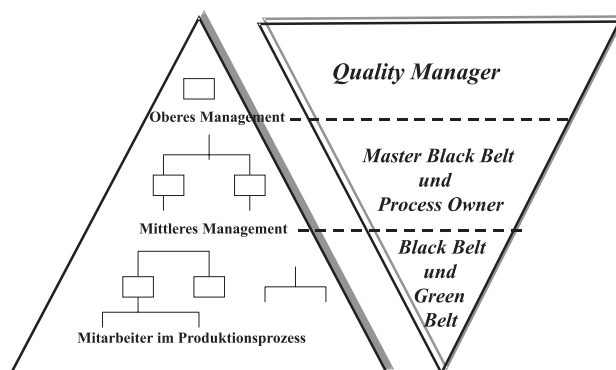 Quality Manager
Oberes Management
Master Black Belt
und
Process Owner
Mittleres Management
Black Belt
und
Green
Belt
Mitarbeiter im Produktionsprozess